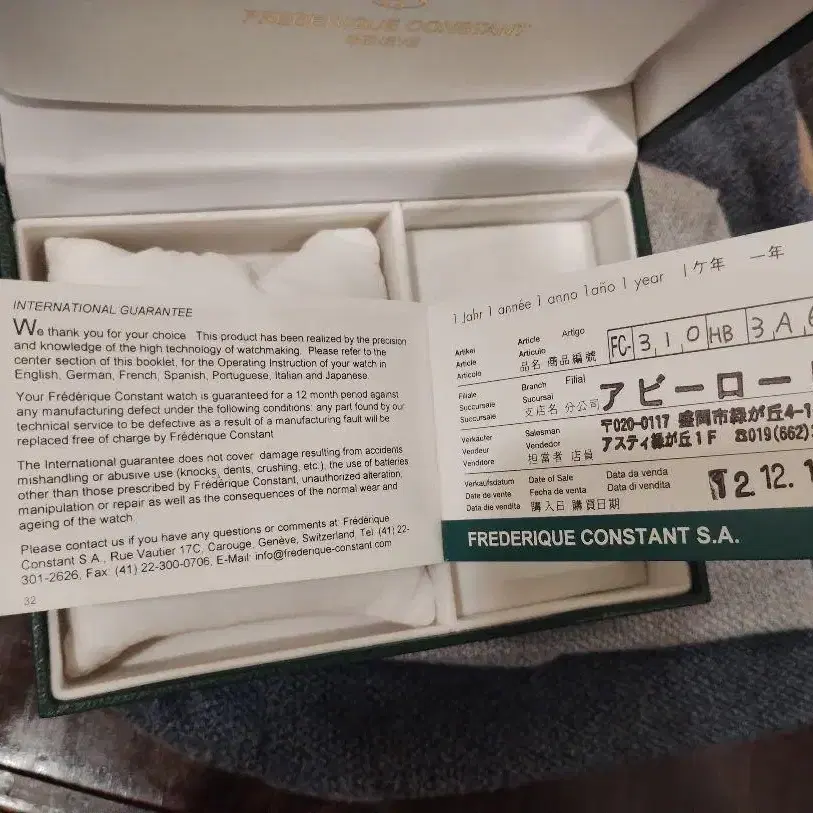 FREDERIQUE CONSTANT
GENEVE
INTERNATIONAL GUARANTEE
We thank you for your choice This product has been realized by the precision
and knowledge of the high technology of watchmaking. Please refer to the
center section of this booklet, for the Operating Instruction of your watch in
English, German, French, Spanish, Portuguese, Italian and Japanese.
Your Frédérique Constant watch is guaranteed for a 12 month period against
any manufacturing defect under the following conditions: any part found by our
technical service to be defective as a result of a manufacturing fault will be
replaced free of charge by Frédérique Constant
The International guarantee does not cover damage resulting from accidents
mishandling or abusive use (knocks, dents, crushing, etc.), the use of batteries
other than those prescribed by Frédérique Constant, unauthorized alteration,
manipulation or repair as well as the consequences of the normal wear and
ageing of the watch
Please contact us if you have any questions or comments at: Frédérique
Constant S.A., Rue Vautier 17C, Carouge, Genève, Switzerland, Tel (41) 22-
301-2626, Fax: (41) 22-300-0706, E-Mail: info@frederique-constant.com
32
1 Jahr 1 année 1 anno 1 año 1 year 1ケ年 一年
Artikel Article Artigo
Article Artículo
Articolo 品名 商品編號
FC-310HB3A6
Filiale Branch Filial
Succursale Sucursal
Succursale 支店名 分公司
アビーロー
〒020-0117 盛岡市緑が丘4-1
アスティ緑が丘1F ☎019(662)
Verkäufer Salesman
Vendeur Vendedor
Venditore 担當者 店員
Verkaufsdatum Date of Sale Data da venda
Date de vente Fecha de venta Data di vendita
Data die vendita 購入日 購買日期
12.12.1
FREDERIQUE CONSTANT S.A.